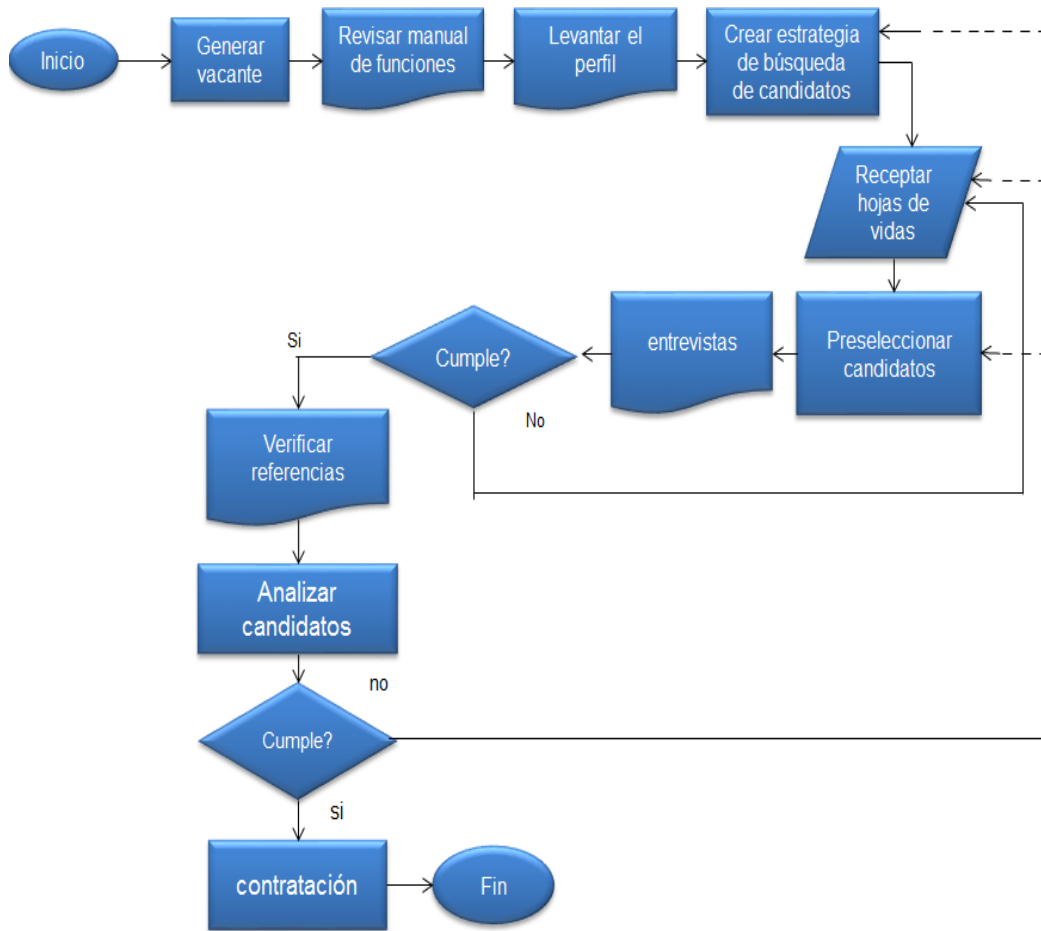 Inicio
Generar
vacante
Revisar manual
de funciones
Levantar el
perfil
Crear estrategia
de búsqueda
de candidatos
Receptar
hojas de
vidas
Preseleccionar
candidatos
entrevistas
Cumple?
Si
No
Verificar
referencias
Analizar
candidatos
no
Cumple?
si
contratación
Fin